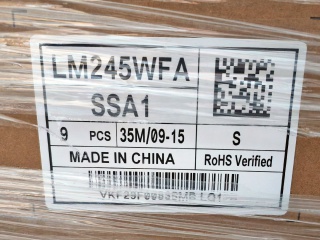 LM245WFA
SSA1
9 PCS 35M/09-15 S
MADE IN CHINA RoHS Verified